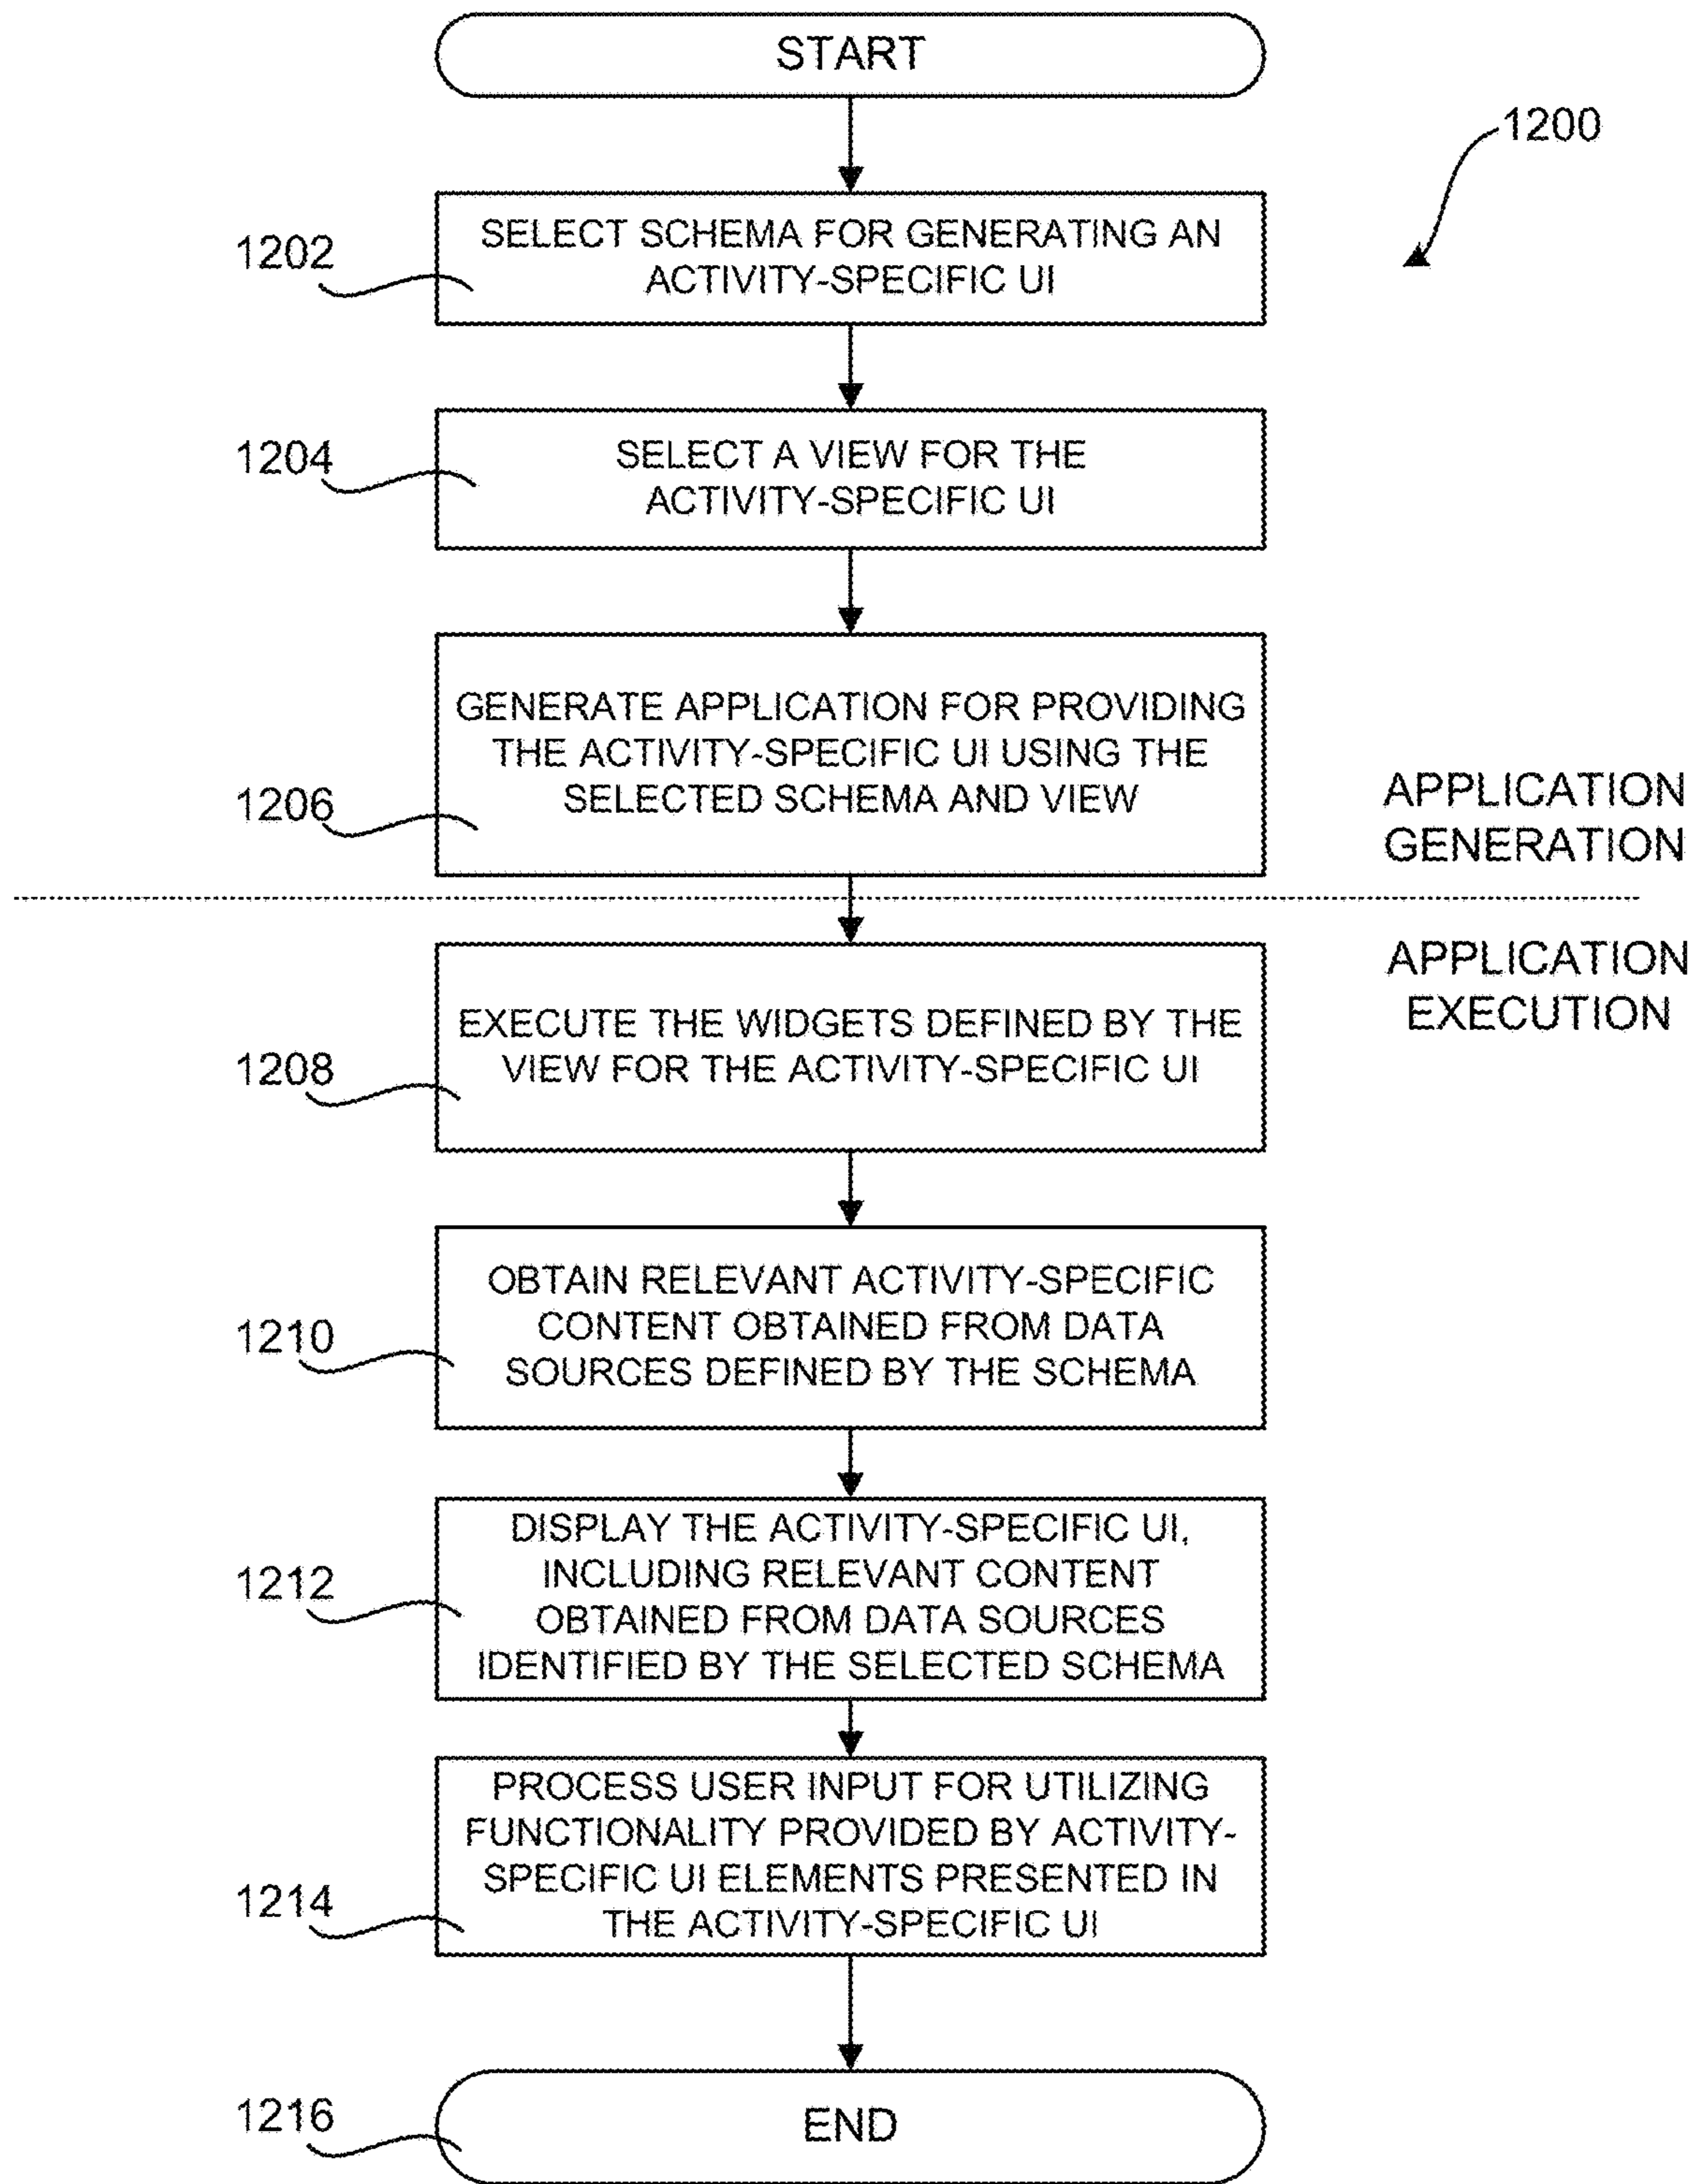 START
1200
1202
SELECT SCHEMA FOR GENERATING AN
ACTIVITY-SPECIFIC UI
1204
SELECT A VIEW FOR THE
ACTIVITY-SPECIFIC UI
1206
GENERATE APPLICATION FOR PROVIDING
THE ACTIVITY-SPECIFIC UI USING THE
SELECTED SCHEMA AND VIEW
APPLICATION
GENERATION
APPLICATION
EXECUTION
1208
EXECUTE THE WIDGETS DEFINED BY THE
VIEW FOR THE ACTIVITY-SPECIFIC UI
1210
OBTAIN RELEVANT ACTIVITY-SPECIFIC
CONTENT OBTAINED FROM DATA
SOURCES DEFINED BY THE SCHEMA
1212
DISPLAY THE ACTIVITY-SPECIFIC UI,
INCLUDING RELEVANT CONTENT
OBTAINED FROM DATA SOURCES
IDENTIFIED BY THE SELECTED SCHEMA
1214
PROCESS USER INPUT FOR UTILIZING
FUNCTIONALITY PROVIDED BY ACTIVITY-
SPECIFIC UI ELEMENTS PRESENTED IN
THE ACTIVITY-SPECIFIC UI
1216
END